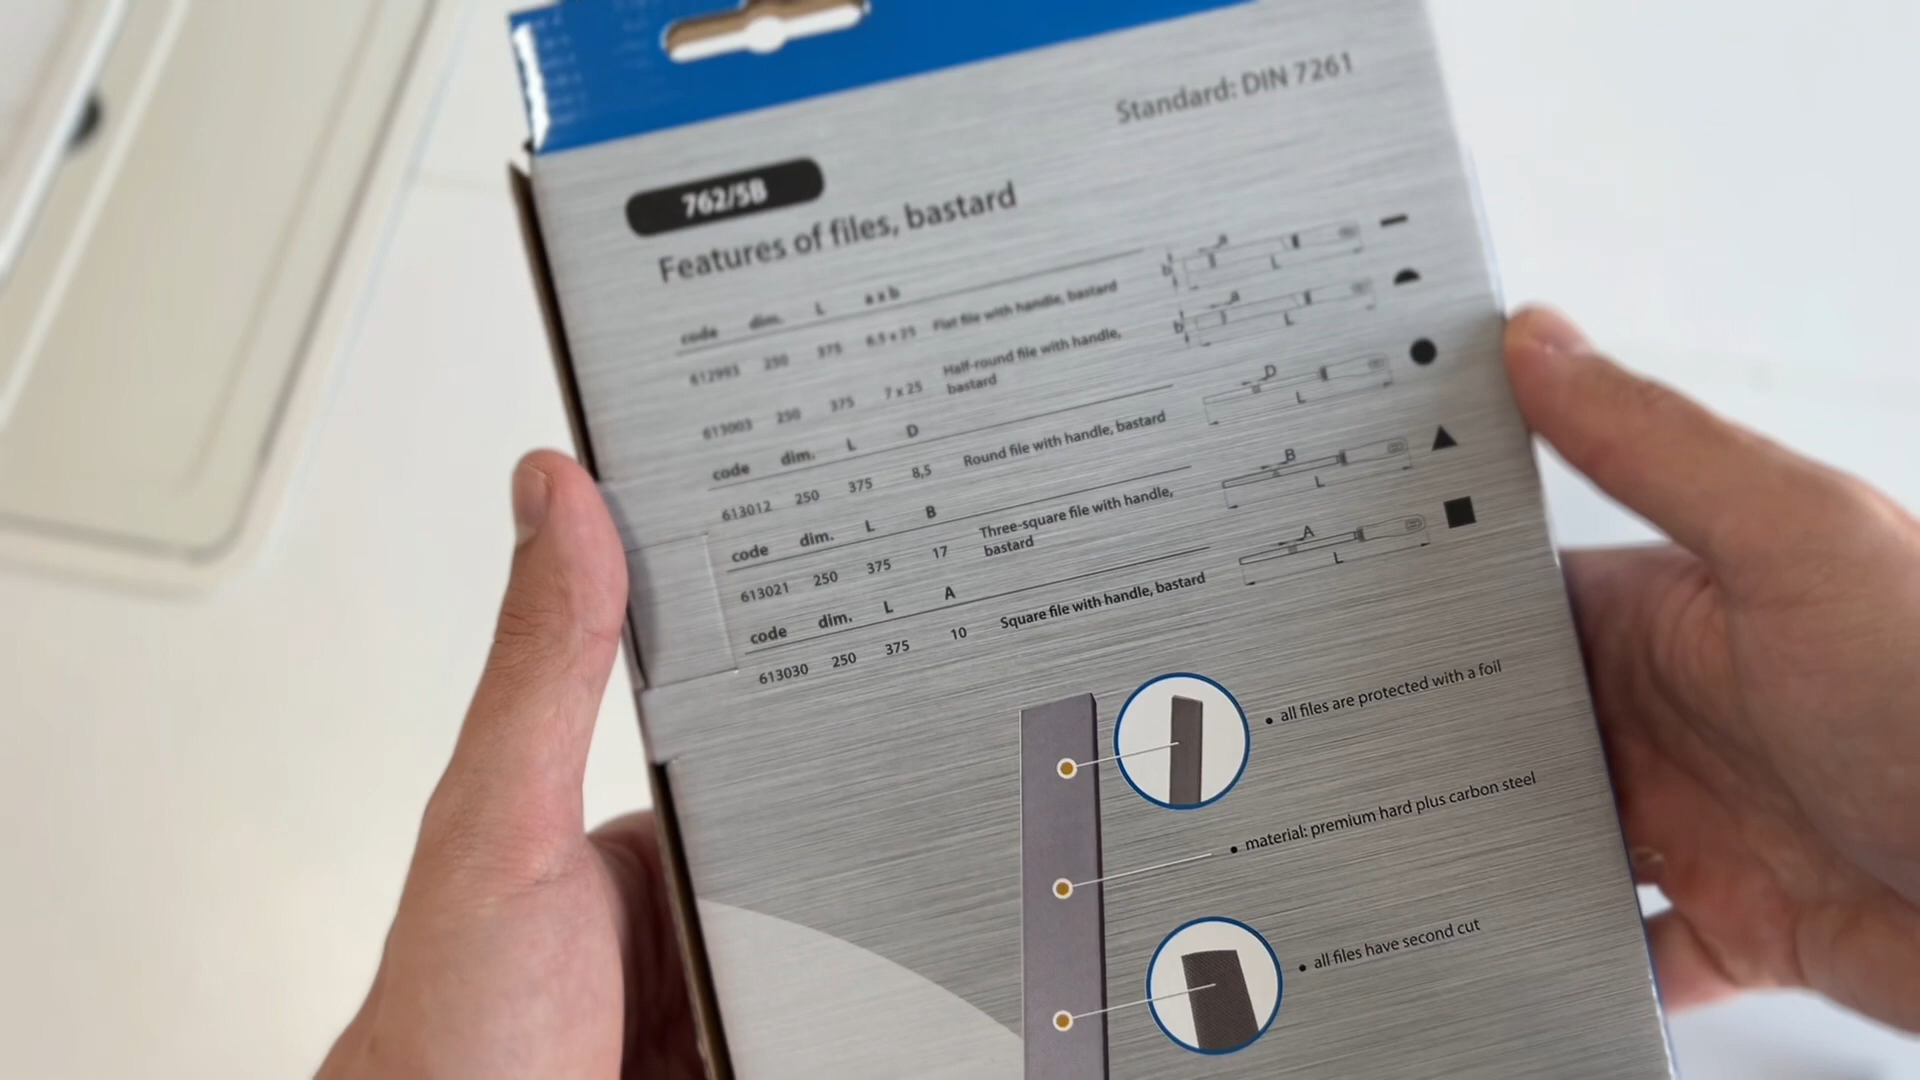 Standard: DIN 7261
762/5B
Features of files, bastard
code dim. L a x b
612993 250 375 6.5 x 25 Flat file with handle, bastard
b a L
613003 250 375 7 x 25 Half-round file with handle,
bastard
b a L
code dim. L D
613012 250 375 8,5 Round file with handle, bastard
D L
code dim. L B
613021 250 375 17 Three-square file with handle,
bastard
B L
code dim. L A
613030 250 375 10 Square file with handle, bastard
A L
• all files are protected with a foil
• material: premium hard plus carbon steel
• all files have second cut